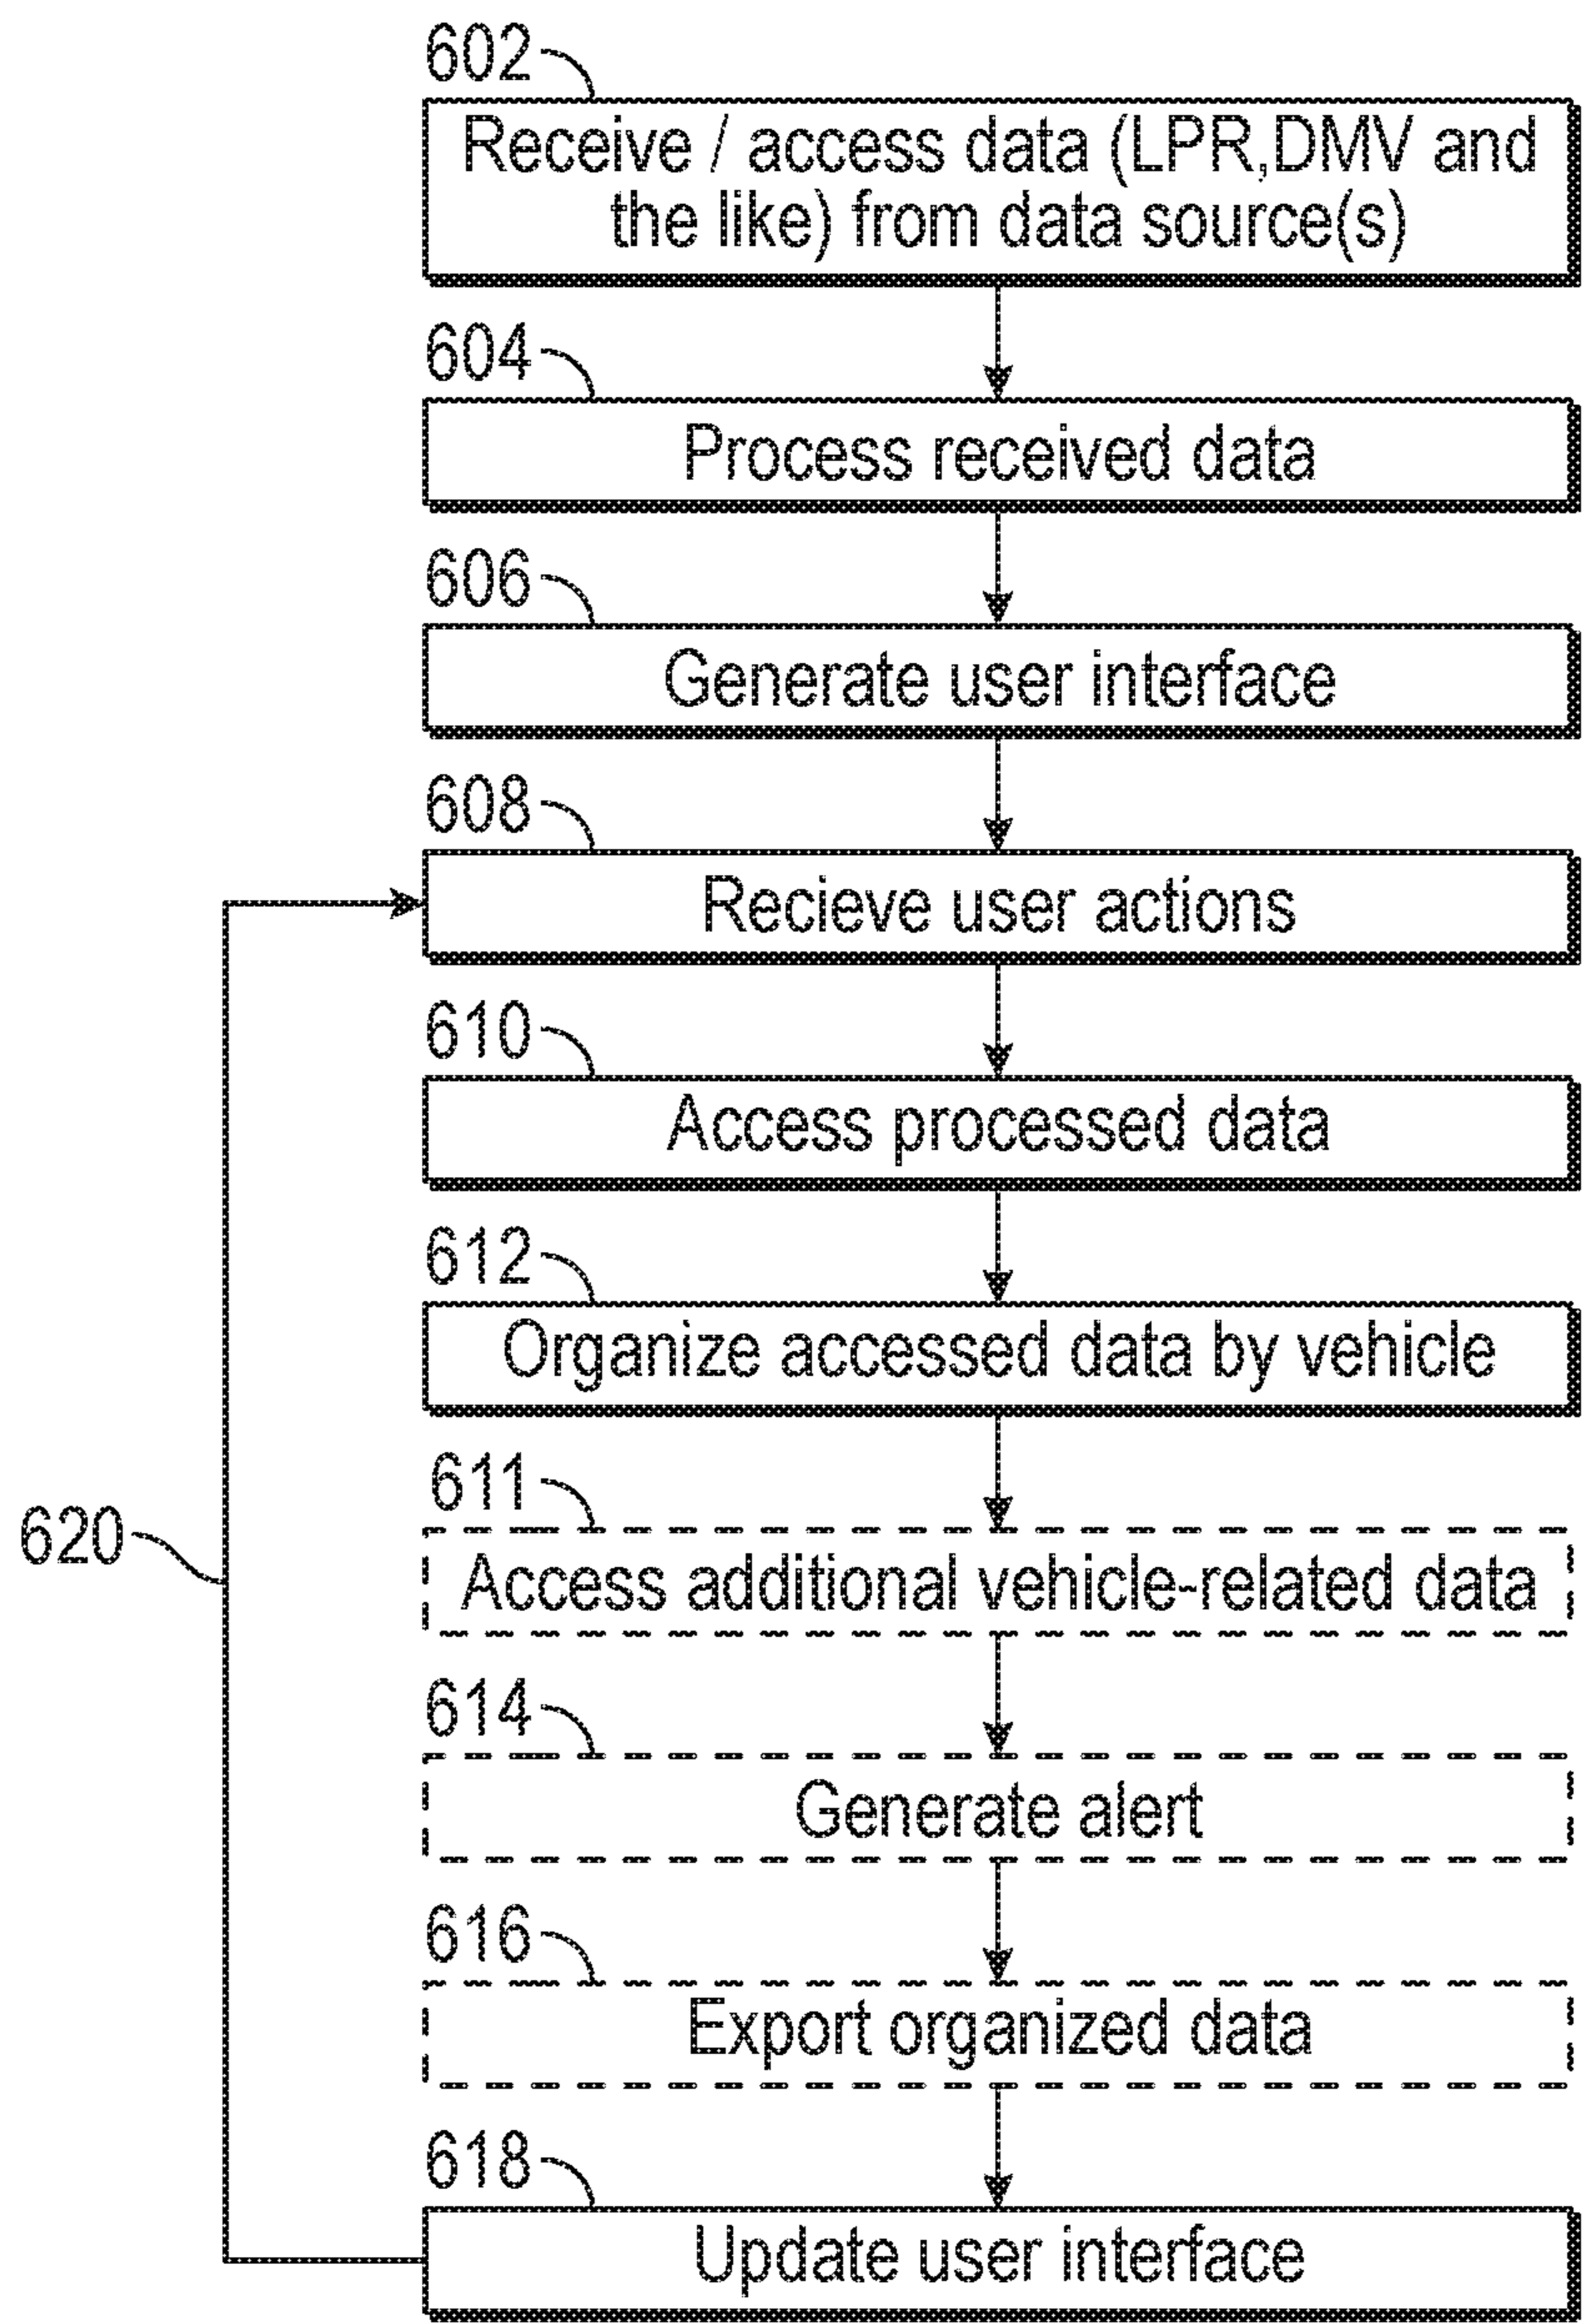 602
Receive / access data (LPR,DMV and
the like) from data source(s)
604
Process received data
606
Generate user interface
608
Recieve user actions
610
Access processed data
612
Organize accessed data by vehicle
611
620
Access additional vehicle-related data
614
Generate alert
616
Export organized data
618
Update user interface